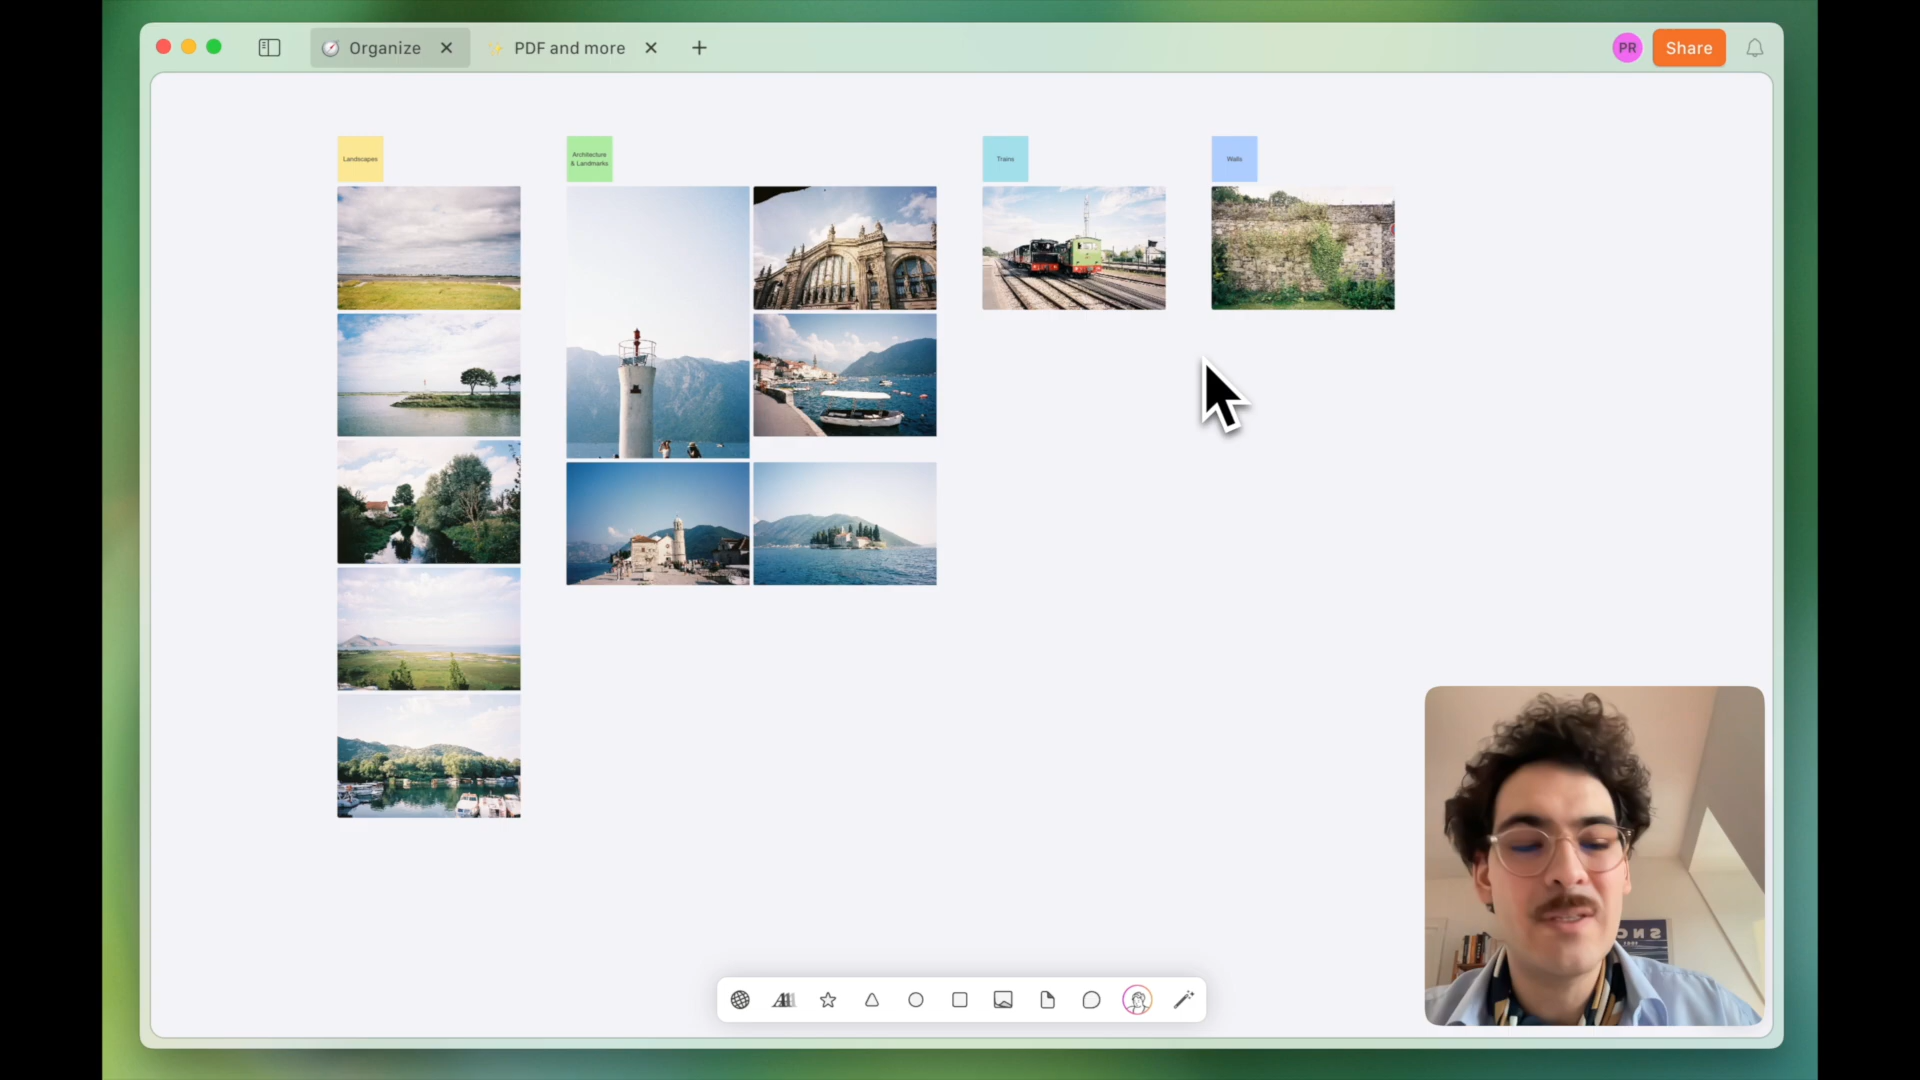 Organize
PDF and more
PR
Share
Landscapes
Architecture
& Landmarks
Trains
Walls